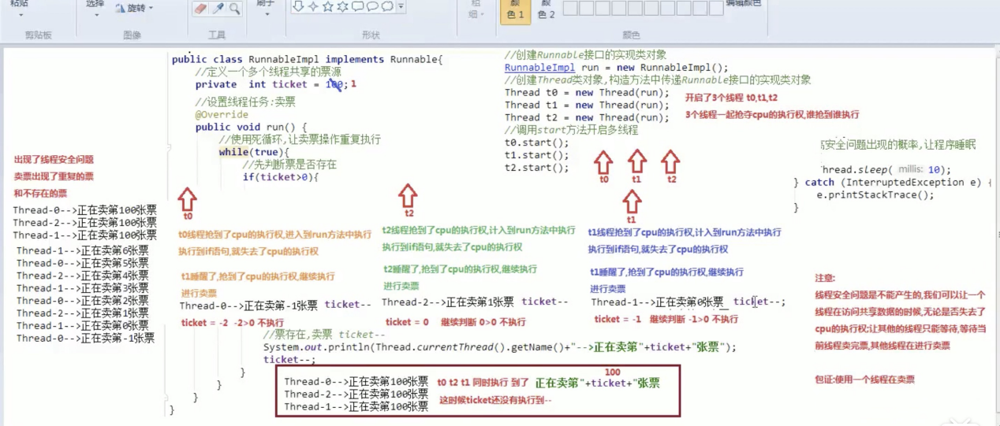 粘贴
选择
旋转
刷子
粗
细
颜
色 1
颜
色 2
编辑颜色
剪贴板
图像
工具
形状
颜色
public class RunnableImpl implements Runnable{
//定义一个多个线程共享的票源
private int ticket = 100; 1
//设置线程任务:卖票
@Override
public void run() {
//使用死循环,让卖票操作重复执行
while(true){
//先判断票是否存在
if(ticket>0){
//创建Runnable接口的实现类对象
RunnableImpl run = new RunnableImpl();
//创建Thread类对象,构造方法中传递Runnable接口的实现类对象
Thread t0 = new Thread(run);
Thread t1 = new Thread(run);
Thread t2 = new Thread(run);
//调用start方法开启多线程
t0.start();
t1.start();
t2.start();
开启了3个线程 t0,t1,t2
3个线程一起抢夺cpu的执行权,谁抢到谁执行
t0
t1
t2
安全问题出现的概率,让程序睡眠
hread.sleep( millis: 10);
} catch (InterruptedException e) {
e.printStackTrace();
}
出现了线程安全问题
卖票出现了重复的票
和不存在的票
Thread-0-->正在卖第100张票
Thread-2-->正在卖第100张票
Thread-1-->正在卖第100张票
Thread-1-->正在卖第6张票
Thread-0-->正在卖第5张票
Thread-2-->正在卖第4张票
Thread-1-->正在卖第3张票
Thread-0-->正在卖第2张票
Thread-2-->正在卖第1张票
Thread-1-->正在卖第0张票
Thread-0-->正在卖第-1张票
t0
t0线程抢到了cpu的执行权,进入到run方法中执行
执行到if语句,就失去了cpu的执行权
t1睡醒了,抢到了cpu的执行权,继续执行
进行卖票
Thread-0-->正在卖第-1张票 ticket--
ticket = -2 -2>0 不执行
t2
t2线程抢到了cpu的执行权,计入到run方法中执行
执行到if语句,就失去了cpu的执行权
t2睡醒了,抢到了cpu的执行权,继续执行
进行卖票
Thread-2-->正在卖第1张票 ticket--
ticket = 0 继续判断 0>0 不执行
t1
t1线程抢到了cpu的执行权,计入到run方法中执行
执行到if语句,就失去了cpu的执行权
t1睡醒了,抢到了cpu的执行权,继续执行
进行卖票
Thread-1-->正在卖第0张票 ticket--;
ticket = -1 继续判断 -1>0 不执行
注意:
线程安全问题是不能产生的,我们可以让一个
线程在访问共享数据的时候,无论是否失去了
cpu的执行权;让其他的线程只能等待,等待当
前线程卖完票,其他线程在进行卖票
包证:使用一个线程在卖票
//票存在,卖票 ticket--
System.out.println(Thread.currentThread().getName()+"-->正在卖第"+ticket+"张票");
ticket--;
}
}
}
}
Thread-0-->正在卖第100张票
Thread-2-->正在卖第100张票
Thread-1-->正在卖第100张票
100
t0 t2 t1 同时执行 到了 正在卖第"+ticket+"张票
这时候ticket还没有执行到--